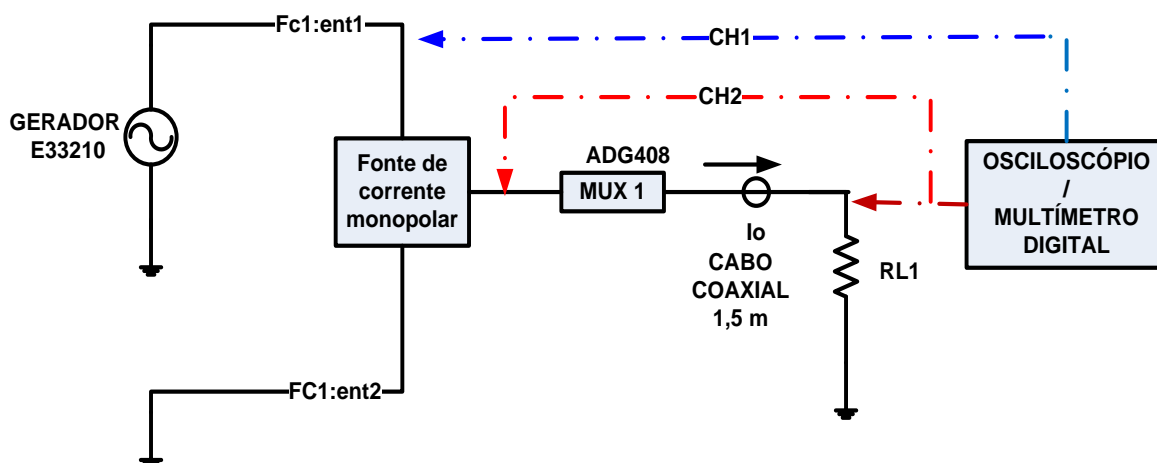 Fc1:ent1
CH1
CH2
GERADOR
E33210
Fonte de
corrente
monopolar
ADG408
MUX 1
OSCILOSCÓPIO
/
MULTÍMETRO
DIGITAL
Io
CABO
COAXIAL
1,5 m
RL1
FC1:ent2